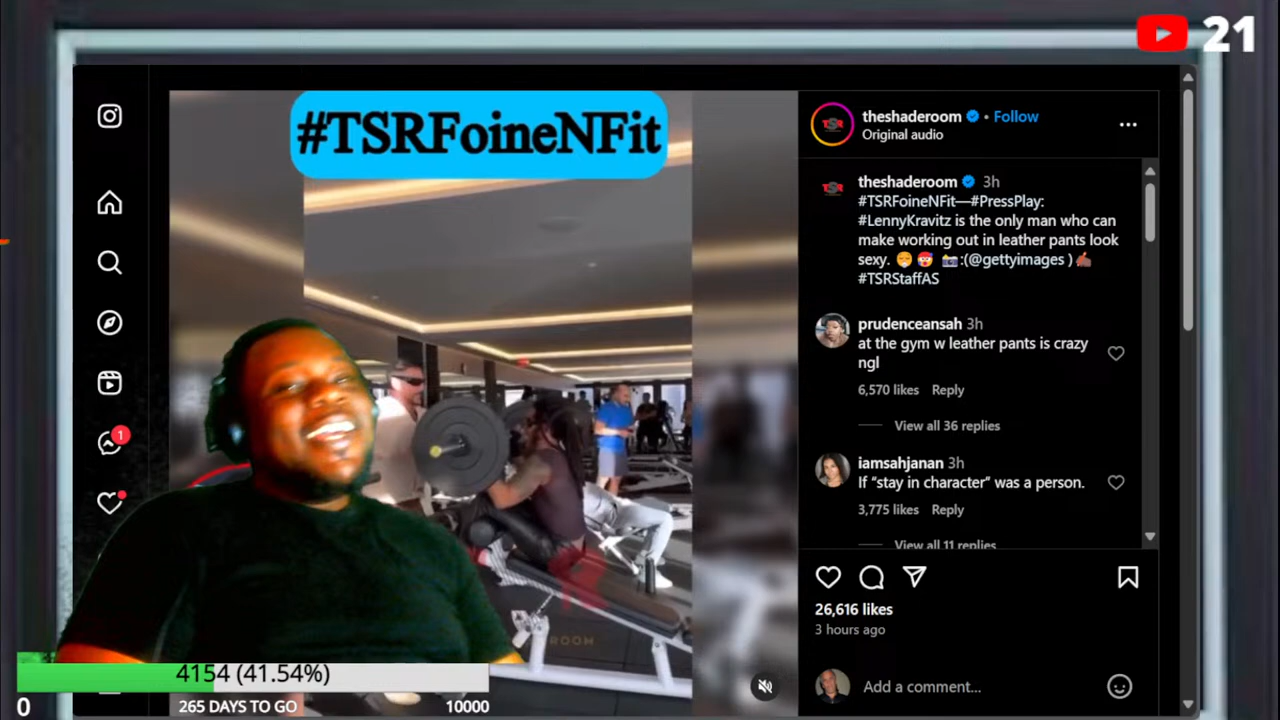 21
#TSRFoineNFit
theshaderoom • Follow
Original audio
TSR
theshaderoom 3h
#TSRFoineNFit—#PressPlay:
#LennyKravitz is the only man who can
make working out in leather pants look
sexy. 😁 🤯 📸:(@gettyimages )✍🏾
#TSRStaffAS
prudenceansah 3h
at the gym w leather pants is crazy
ngl
6,570 likes Reply
View all 36 replies
iamsahjanan 3h
If “stay in character” was a person.
3,775 likes Reply
View all 11 replies
26,616 likes
3 hours ago
Add a comment...
1
ROOM
4154 (41.54%)
0
265 DAYS TO GO
10000